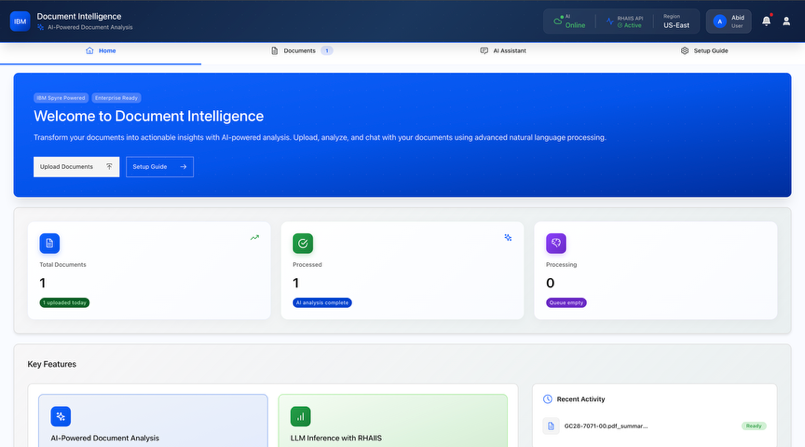 IBM
Document Intelligence
AI-Powered Document Analysis
AI
Online
RHAIIS API
Active
Region
US-East
A
Abid
User
Home
Documents 1
AI Assistant
Setup Guide
IBM Spyre Powered
Enterprise Ready
Welcome to Document Intelligence
Transform your documents into actionable insights with AI-powered analysis. Upload, analyze, and chat with your documents using advanced natural language processing.
Upload Documents
Setup Guide
Total Documents
1
1 uploaded today
Processed
1
AI analysis complete
Processing
0
Queue empty
Key Features
AI-Powered Document Analysis
LLM Inference with RHAIIS
Recent Activity
GC28-7071-00.pdf_summar...
Ready